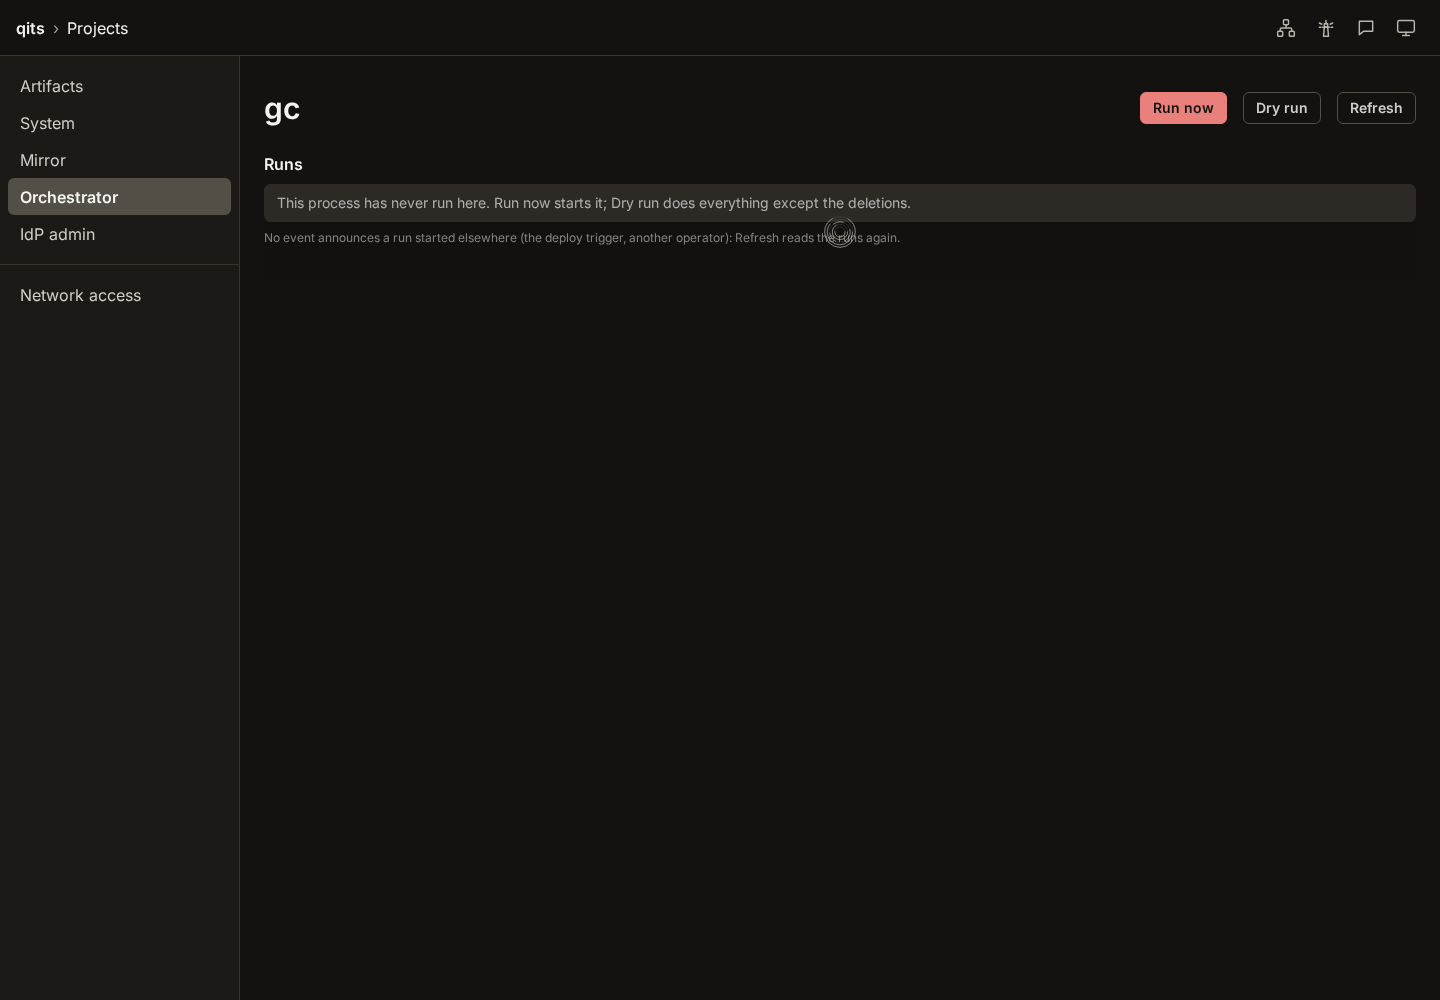 qits › Projects
Artifacts
System
Mirror
Orchestrator
IdP admin
Network access
gc
Run now
Dry run
Refresh
Runs
This process has never run here. Run now starts it; Dry run does everything except the deletions.
No event announces a run started elsewhere (the deploy trigger, another operator): Refresh reads the runs again.